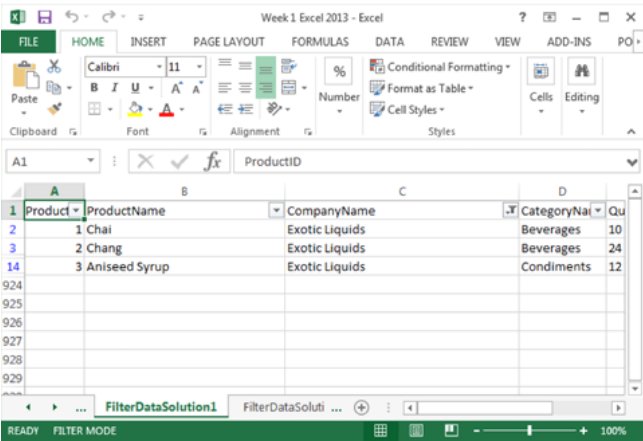 Week 1 Excel 2013 - Excel
FILE HOME INSERT PAGE LAYOUT FORMULAS DATA REVIEW VIEW ADD-INS PO
Calibri 11 % Conditional Formatting
Paste B I U A A Number Format as Table Cells Editing
A Cell Styles
Clipboard Font Alignment Styles
A1 fx ProductID
A B C D
1 Product ProductName CompanyName CategoryNa Qu
2 1 Chai Exotic Liquids Beverages 10
3 2 Chang Exotic Liquids Beverages 24
14 3 Aniseed Syrup Exotic Liquids Condiments 12
924
925
926
927
928
929
... FilterDataSolution1 FilterDataSoluti ...
READY FILTER MODE 100%